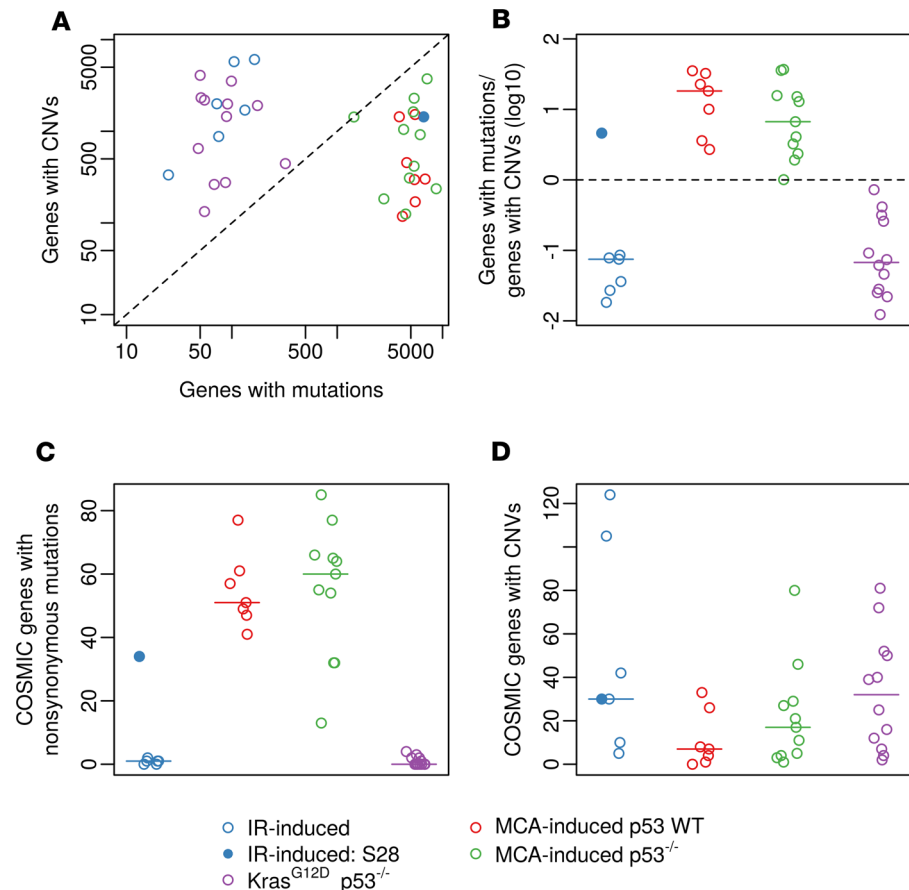 A
Genes with CNVs
5000
500
50
10
10
50
500
5000
Genes with mutations
B
Genes with mutations/
genes with CNVs (log10)
2
1
0
-1
-2
C
COSMIC genes with
nonsynonymous mutations
80
60
40
20
0
D
COSMIC genes with CNVs
120
80
60
40
20
0
IR-induced
IR-induced: S28
Kras^G12D p53^-/-
MCA-induced p53 WT
MCA-induced p53^-/-